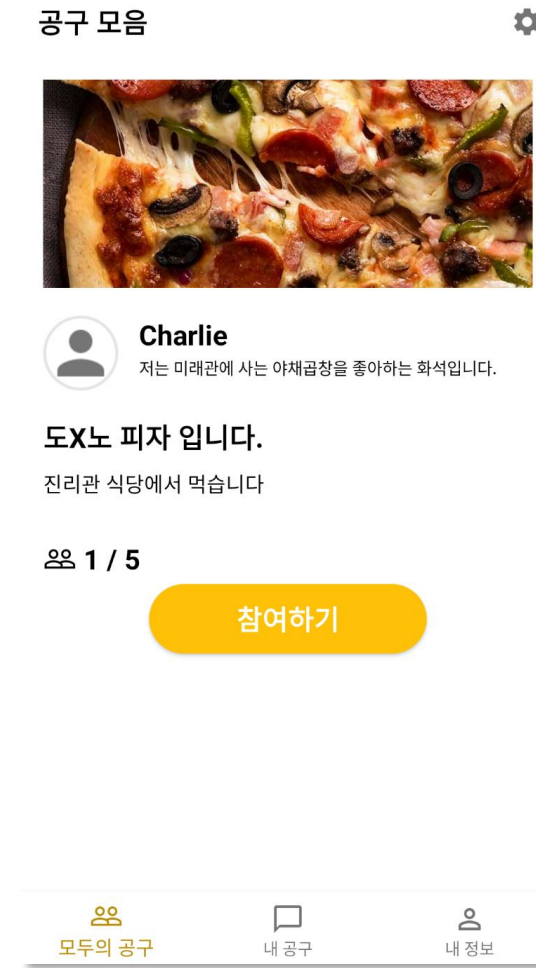 공구 모음
Charlie
저는 미래관에 사는 야채곱창을 좋아하는 화석입니다.
도X노 피자 입니다.
진리관 식당에서 먹습니다
1 / 5
참여하기
모두의 공구
내 공구
내 정보